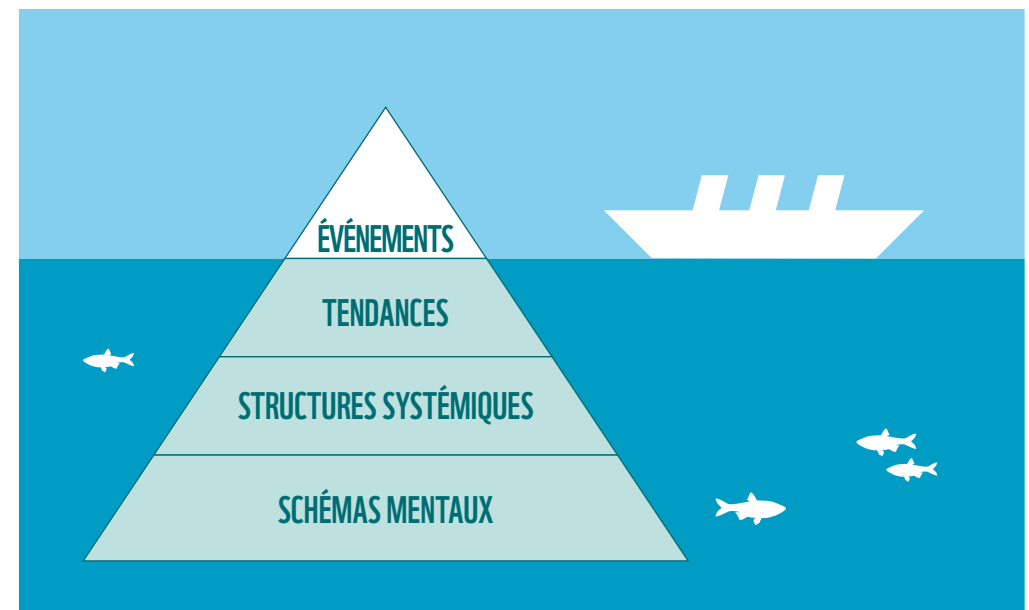 ÉVÉNEMENTS
TENDANCES
STRUCTURES SYSTÉMIQUES
SCHÉMAS MENTAUX